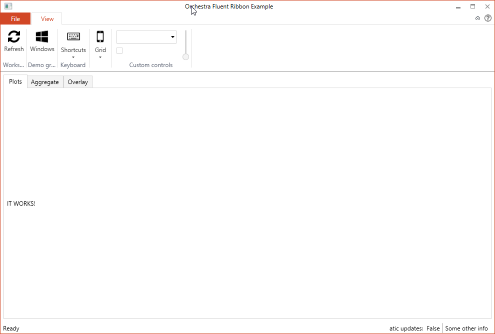 Orchestra Fluent Ribbon Example
File View
Refresh Windows Shortcuts Grid
Works... Demo gr... Keyboard Custom controls
Plots Aggregate Overlay
IT WORKS!
Ready atic updates: False Some other info